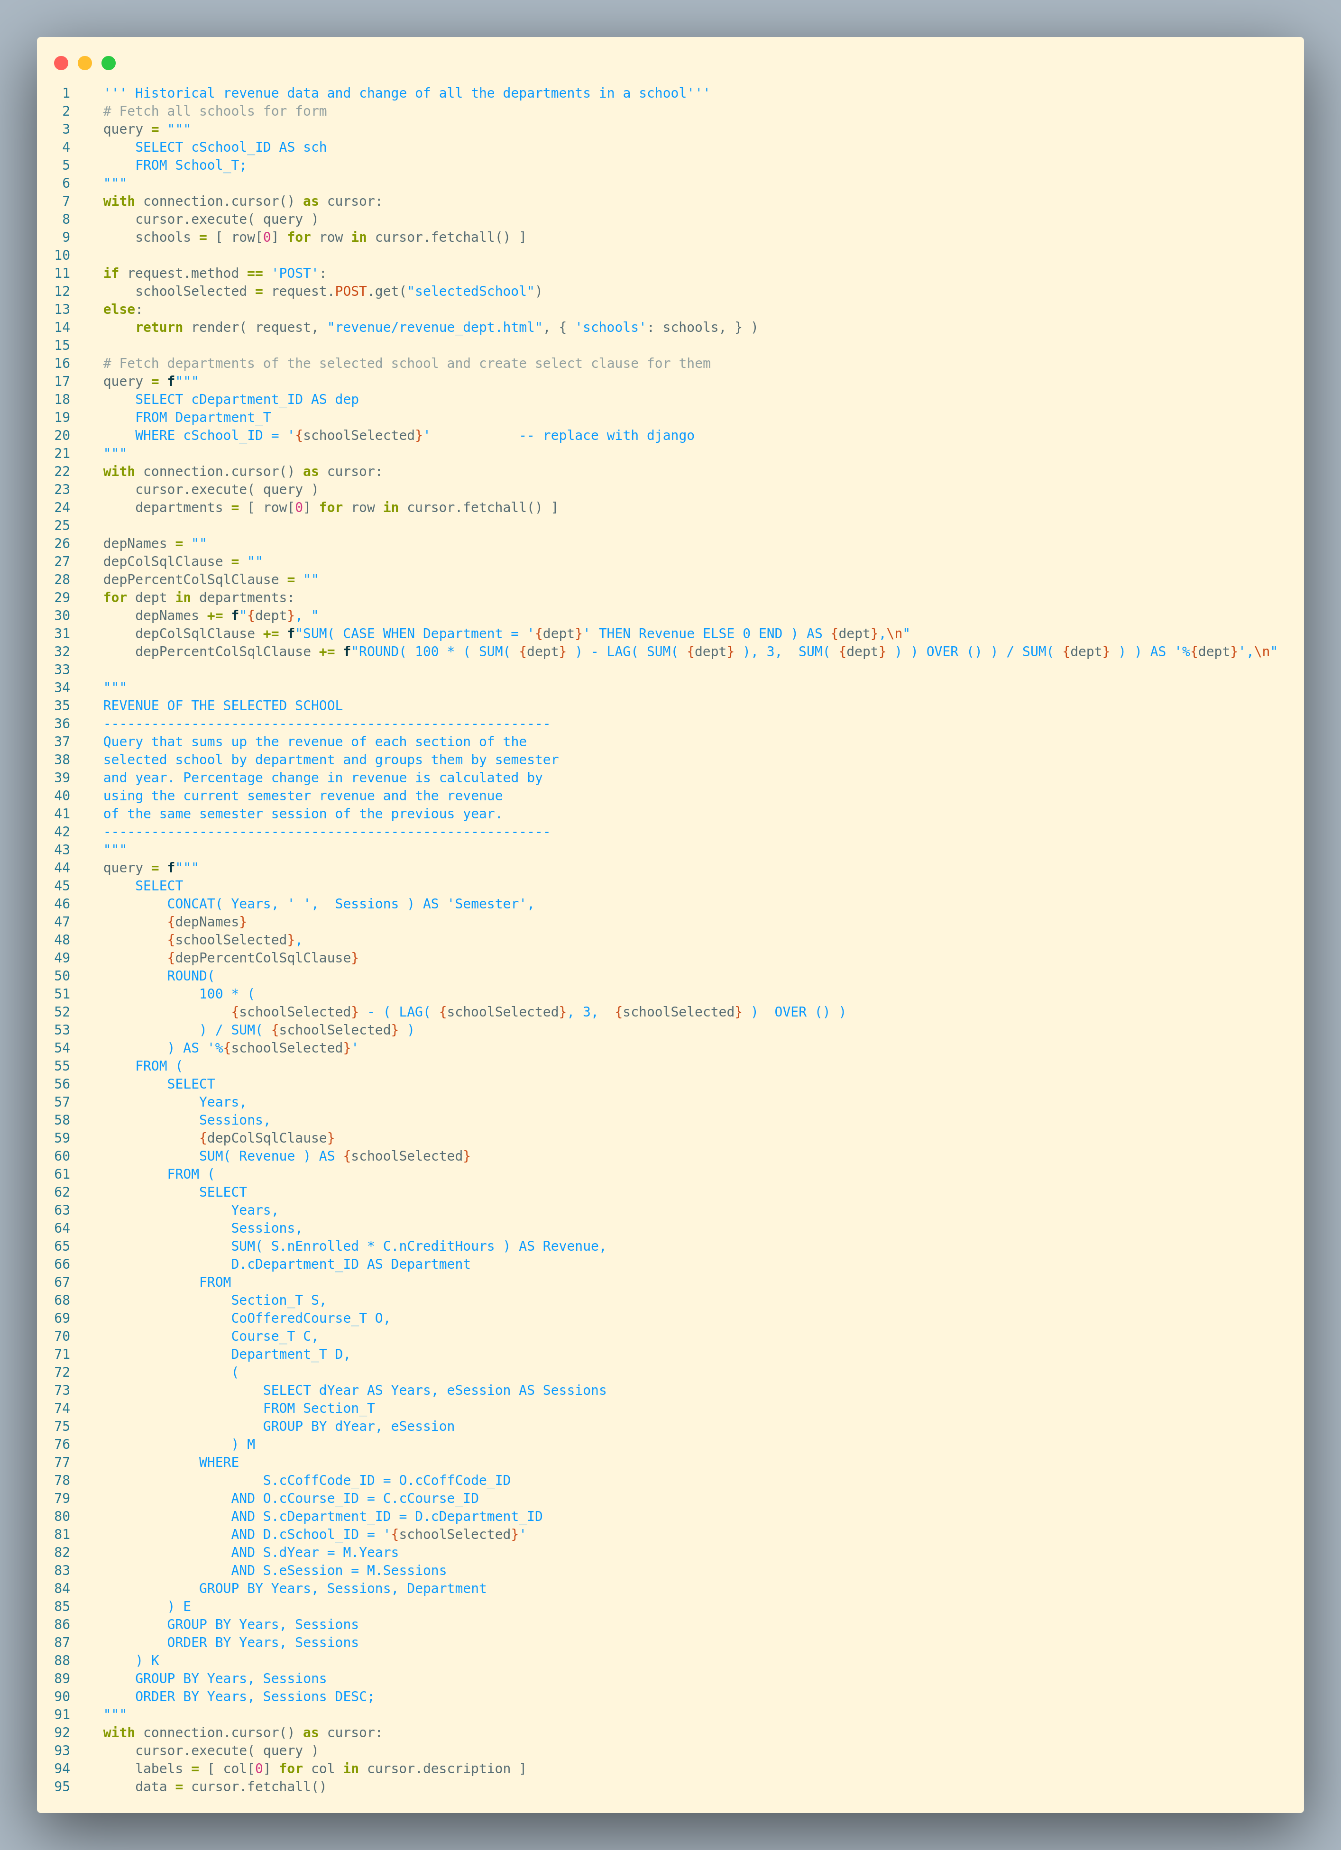 1 ''' Historical revenue data and change of all the departments in a school'''
2 # Fetch all schools for form
3 query = """
4     SELECT cSchool_ID AS sch
5     FROM School_T;
6 """
7 with connection.cursor() as cursor:
8     cursor.execute( query )
9     schools = [ row[0] for row in cursor.fetchall() ]
10
11 if request.method == 'POST':
12     schoolSelected = request.POST.get("selectedSchool")
13 else:
14     return render( request, "revenue/revenue_dept.html", { 'schools': schools, } )
15
16 # Fetch departments of the selected school and create select clause for them
17 query = f"""
18     SELECT cDepartment_ID AS dep
19     FROM Department_T
20     WHERE cSchool_ID = '{schoolSelected}'           -- replace with django
21 """
22 with connection.cursor() as cursor:
23     cursor.execute( query )
24     departments = [ row[0] for row in cursor.fetchall() ]
25
26 depNames = ""
27 depColSqlClause = ""
28 depPercentColSqlClause = ""
29 for dept in departments:
30     depNames += f"{dept}, "
31     depColSqlClause += f"SUM( CASE WHEN Department = '{dept}' THEN Revenue ELSE 0 END ) AS {dept},\n"
32     depPercentColSqlClause += f"ROUND( 100 * ( SUM( {dept} ) - LAG( SUM( {dept} ), 3,  SUM( {dept} ) ) OVER () ) / SUM( {dept} ) ) AS '%{dept}',\n"
33
34 """
35 REVENUE OF THE SELECTED SCHOOL
36 --------------------------------------------------------
37 Query that sums up the revenue of each section of the
38 selected school by department and groups them by semester
39 and year. Percentage change in revenue is calculated by
40 using the current semester revenue and the revenue
41 of the same semester session of the previous year.
42 --------------------------------------------------------
43 """
44 query = f"""
45     SELECT
46         CONCAT( Years, ' ',  Sessions ) AS 'Semester',
47         {depNames}
48         {schoolSelected},
49         {depPercentColSqlClause}
50         ROUND(
51             100 * (
52                 {schoolSelected} - ( LAG( {schoolSelected}, 3,  {schoolSelected} )  OVER () )
53             ) / SUM( {schoolSelected} )
54         ) AS '%{schoolSelected}'
55     FROM (
56         SELECT
57             Years,
58             Sessions,
59             {depColSqlClause}
60             SUM( Revenue ) AS {schoolSelected}
61         FROM (
62             SELECT
63                 Years,
64                 Sessions,
65                 SUM( S.nEnrolled * C.nCreditHours ) AS Revenue,
66                 D.cDepartment_ID AS Department
67             FROM
68                 Section_T S,
69                 CoOfferedCourse_T O,
70                 Course_T C,
71                 Department_T D,
72                 (
73                     SELECT dYear AS Years, eSession AS Sessions
74                     FROM Section_T
75                     GROUP BY dYear, eSession
76                 ) M
77             WHERE
78                     S.cCoffCode_ID = O.cCoffCode_ID
79                 AND O.cCourse_ID = C.cCourse_ID
80                 AND S.cDepartment_ID = D.cDepartment_ID
81                 AND D.cSchool_ID = '{schoolSelected}'
82                 AND S.dYear = M.Years
83                 AND S.eSession = M.Sessions
84             GROUP BY Years, Sessions, Department
85         ) E
86         GROUP BY Years, Sessions
87         ORDER BY Years, Sessions
88     ) K
89     GROUP BY Years, Sessions
90     ORDER BY Years, Sessions DESC;
91 """
92 with connection.cursor() as cursor:
93     cursor.execute( query )
94     labels = [ col[0] for col in cursor.description ]
95     data = cursor.fetchall()